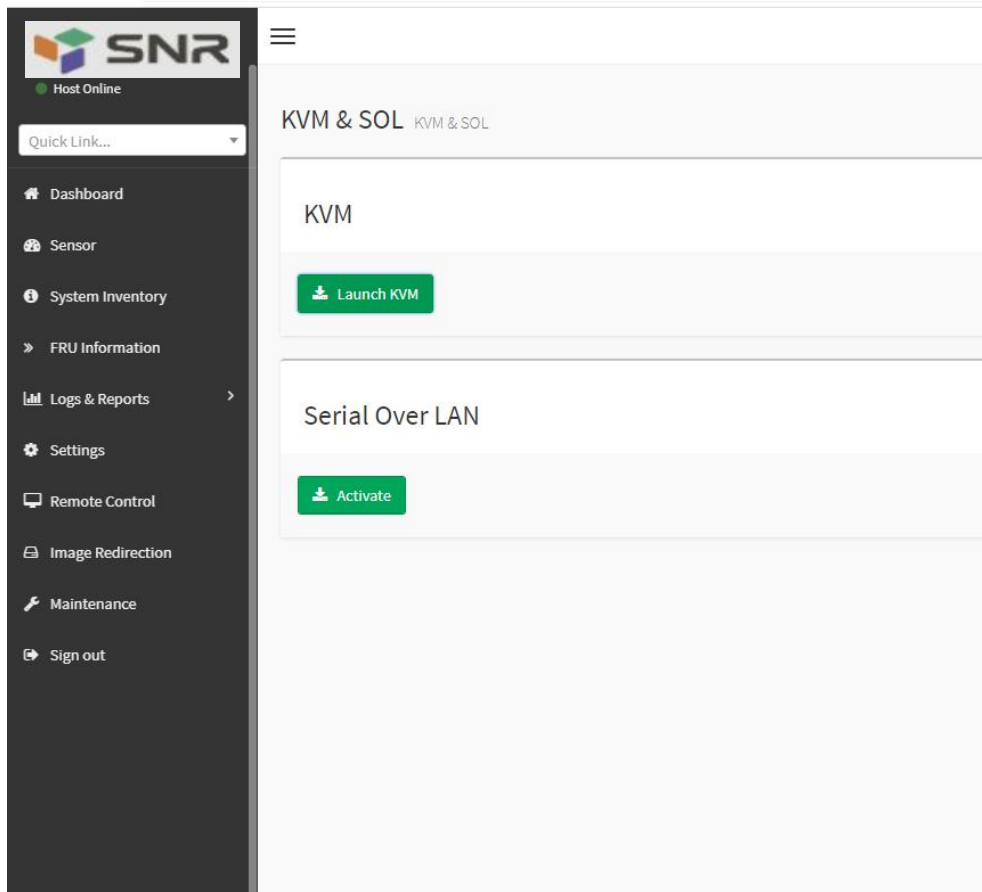 SNR
Host Online
Quick Link...
Dashboard
Sensor
System Inventory
FRU Information
Logs & Reports
Settings
Remote Control
Image Redirection
Maintenance
Sign out
KVM & SOL KVM & SOL
KVM
Launch KVM
Serial Over LAN
Activate